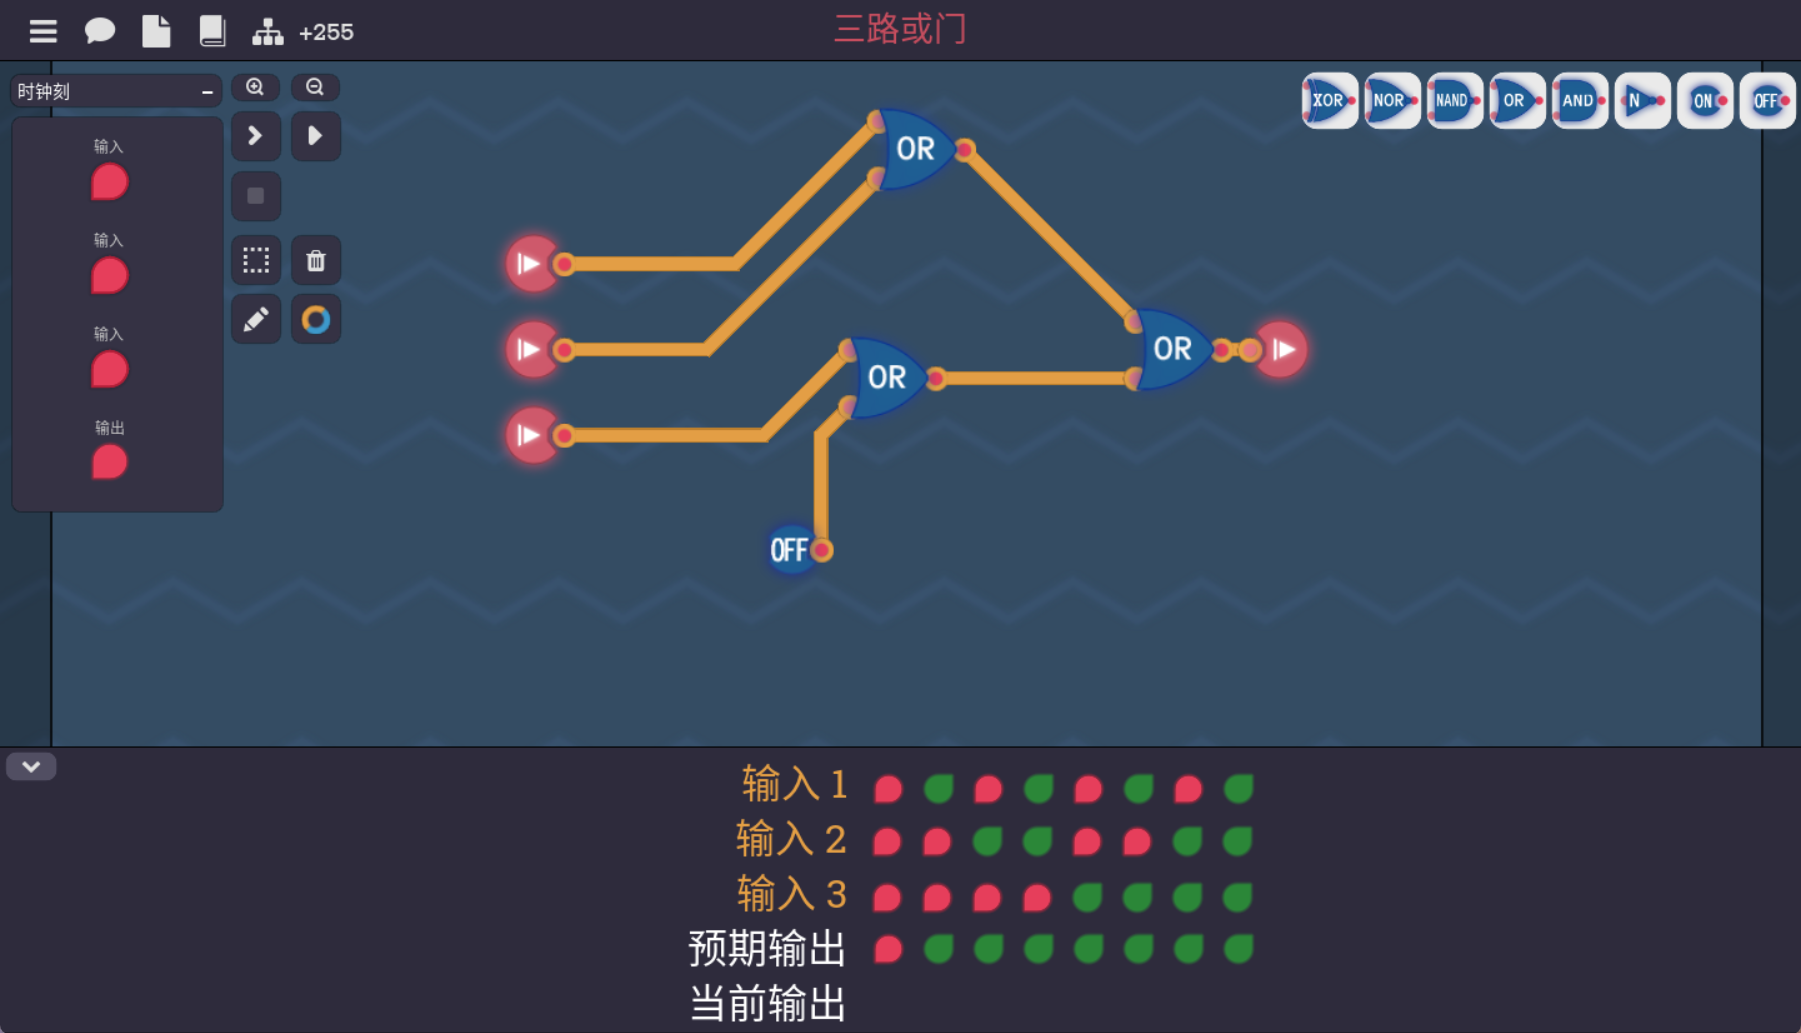 +255
三路或门
时钟刻
输入
输入
输入
输出
XOR
NOR
NAND
OR
AND
N
ON
OFF
OR
OR
OR
OFF
输入 1
输入 2
输入 3
预期输出
当前输出